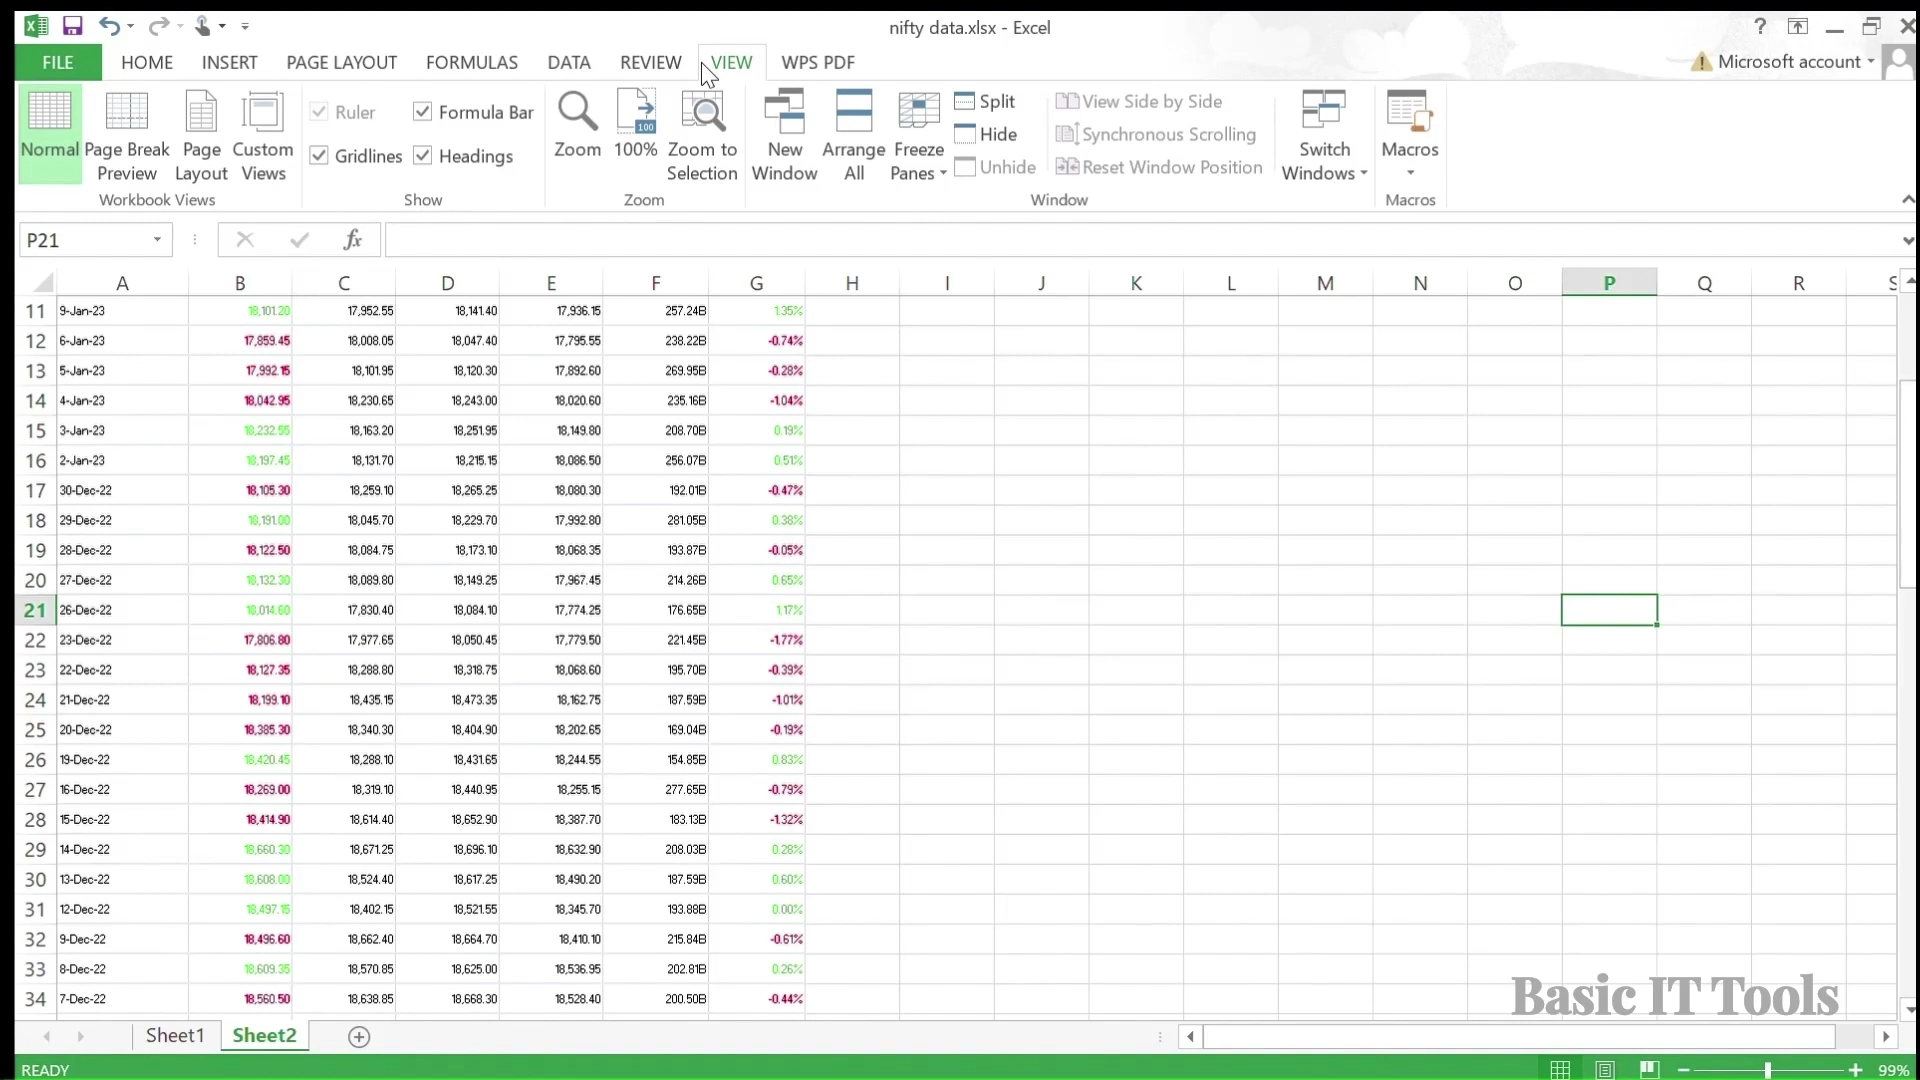 nifty data.xlsx - Excel
?
FILE HOME INSERT PAGE LAYOUT FORMULAS DATA REVIEW VIEW WPS PDF Microsoft account
Normal Page Break Preview Page Layout Custom Views
Ruler Formula Bar
Gridlines Headings
Zoom 100% Zoom to Selection
New Window Arrange All Freeze Panes
Split
Hide
Unhide
View Side by Side
Synchronous Scrolling
Reset Window Position
Switch Windows
Macros
Workbook Views Show Zoom Window Macros
P21 fx
A B C D E F G H I J K L M N O P Q R S
11 9-Jan-23 18,101.20 17,952.55 18,141.40 17,936.15 257.24B 1.35%
12 6-Jan-23 17,859.45 18,008.05 18,047.40 17,795.55 238.22B -0.74%
13 5-Jan-23 17,992.15 18,101.95 18,120.30 17,892.60 269.95B -0.28%
14 4-Jan-23 18,042.95 18,230.65 18,243.00 18,020.60 235.16B -1.04%
15 3-Jan-23 18,232.55 18,163.20 18,251.95 18,149.80 208.70B 0.19%
16 2-Jan-23 18,197.45 18,131.70 18,215.15 18,086.50 256.07B 0.51%
17 30-Dec-22 18,105.30 18,259.10 18,265.25 18,080.30 192.01B -0.47%
18 29-Dec-22 18,191.00 18,045.70 18,229.70 17,992.80 281.05B 0.38%
19 28-Dec-22 18,122.50 18,084.75 18,173.10 18,068.35 193.87B -0.05%
20 27-Dec-22 18,132.30 18,089.80 18,149.25 17,967.45 214.26B 0.65%
21 26-Dec-22 18,014.60 17,830.40 18,084.10 17,774.25 176.65B 1.17%
22 23-Dec-22 17,806.80 17,977.65 18,050.45 17,779.50 221.45B -1.77%
23 22-Dec-22 18,127.35 18,288.80 18,318.75 18,068.60 195.70B -0.39%
24 21-Dec-22 18,199.10 18,435.15 18,473.35 18,162.75 187.59B -1.01%
25 20-Dec-22 18,385.30 18,340.30 18,404.90 18,202.65 169.04B -0.19%
26 19-Dec-22 18,420.45 18,288.10 18,431.65 18,244.55 154.85B 0.83%
27 16-Dec-22 18,269.00 18,319.10 18,440.95 18,255.15 277.65B -0.79%
28 15-Dec-22 18,414.90 18,614.40 18,652.90 18,387.70 183.13B -1.32%
29 14-Dec-22 18,660.30 18,671.25 18,696.10 18,632.90 208.03B 0.28%
30 13-Dec-22 18,608.00 18,524.40 18,617.25 18,490.20 187.59B 0.60%
31 12-Dec-22 18,497.15 18,402.15 18,521.55 18,345.70 193.88B 0.00%
32 9-Dec-22 18,496.60 18,662.40 18,664.70 18,410.10 215.84B -0.61%
33 8-Dec-22 18,609.35 18,570.85 18,625.00 18,536.95 202.81B 0.26%
34 7-Dec-22 18,560.50 18,638.85 18,668.30 18,528.40 200.50B -0.44%
Basic IT Tools
Sheet1 Sheet2
READY 99%